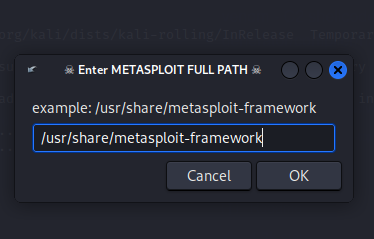 org/kali/dists/kali-rolling/InRelease Tempora
☠ Enter METASPLOIT FULL PATH ☠
example: /usr/share/metasploit-framework
/usr/share/metasploit-framework
Cancel OK